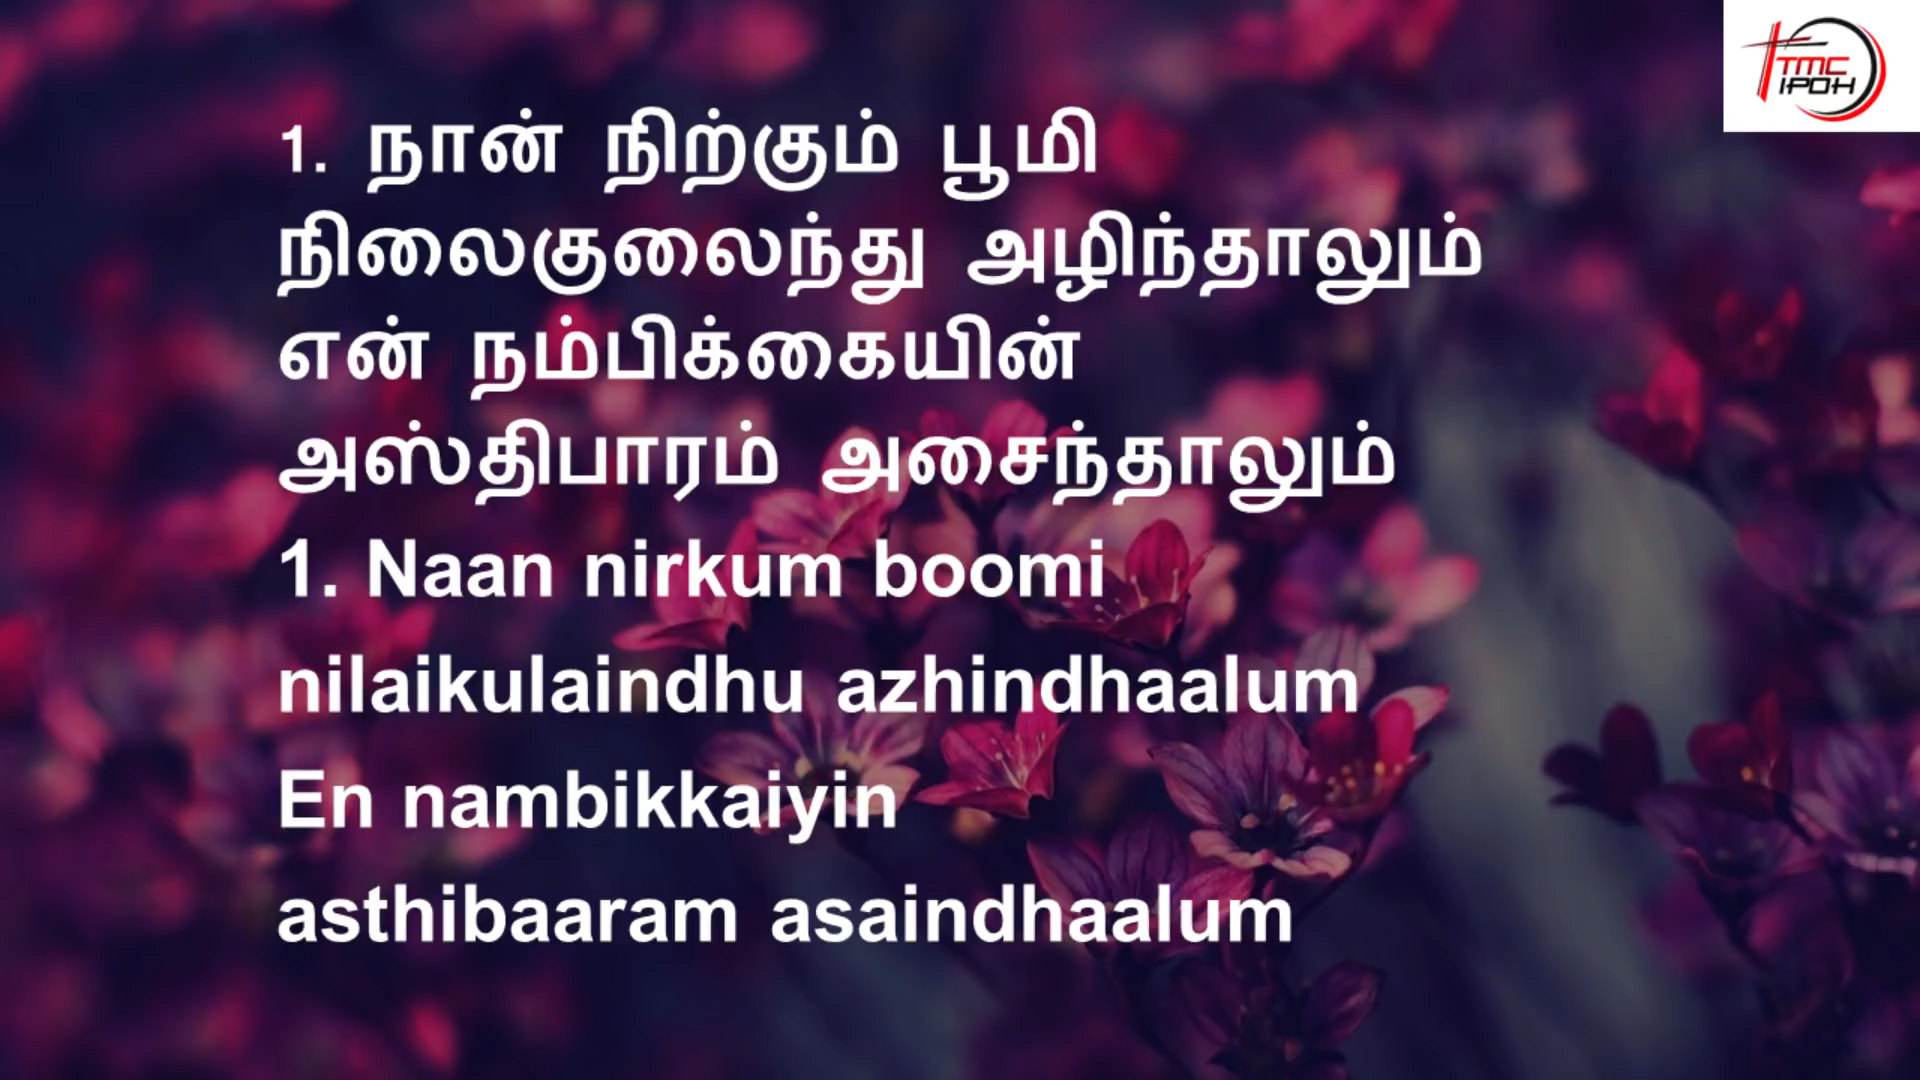 TMC
IPOH
1. நான் நிற்கும் பூமி
நிலைகுலைந்து அழிந்தாலும்
என் நம்பிக்கையின்
அஸ்திபாரம் அசைந்தாலும்
1. Naan nirkum boomi
nilaikulaindhu azhindhaalum
En nambikkaiyin
asthibaaram asaindhaalum